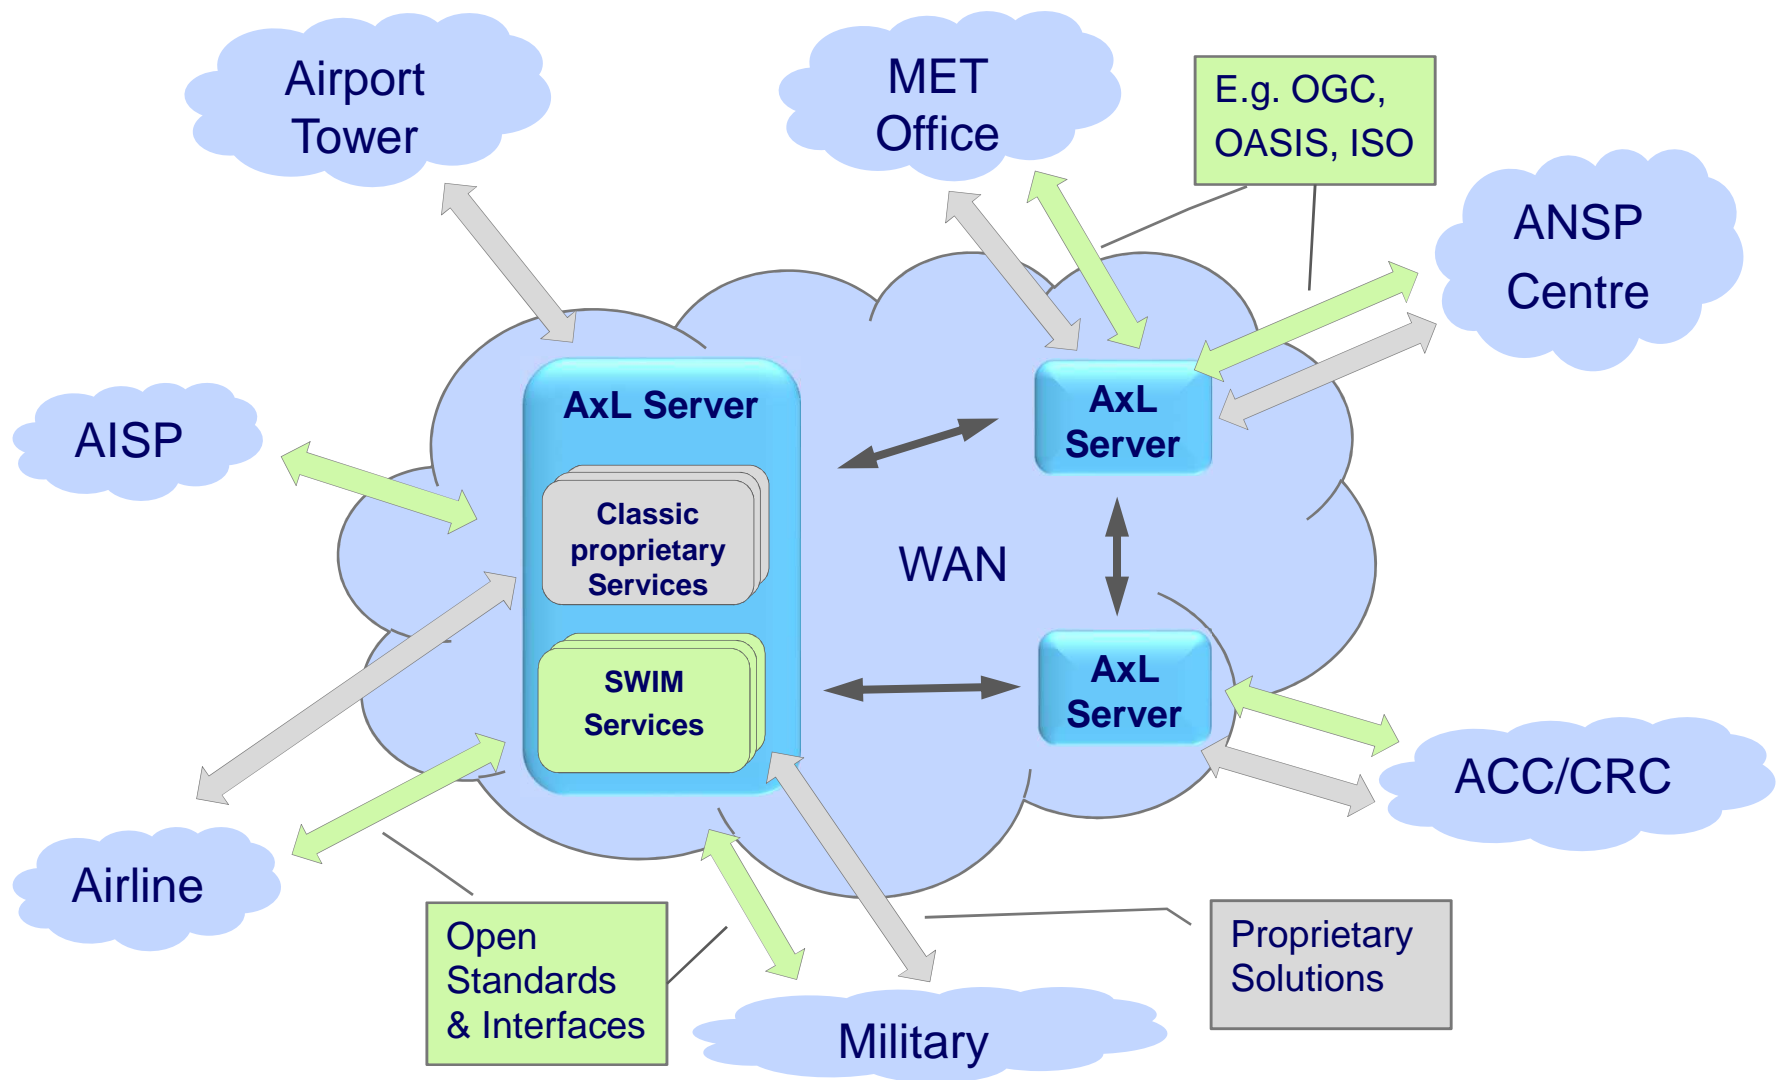 Airport
Tower
MET
Office
E.g. OGC,
OASIS, ISO
ANSP
Centre
AISP
AxL Server
Classic
proprietary
Services
SWIM
Services
WAN
AxL
Server
AxL
Server
ACC/CRC
Airline
Open
Standards
& Interfaces
Military
Proprietary
Solutions